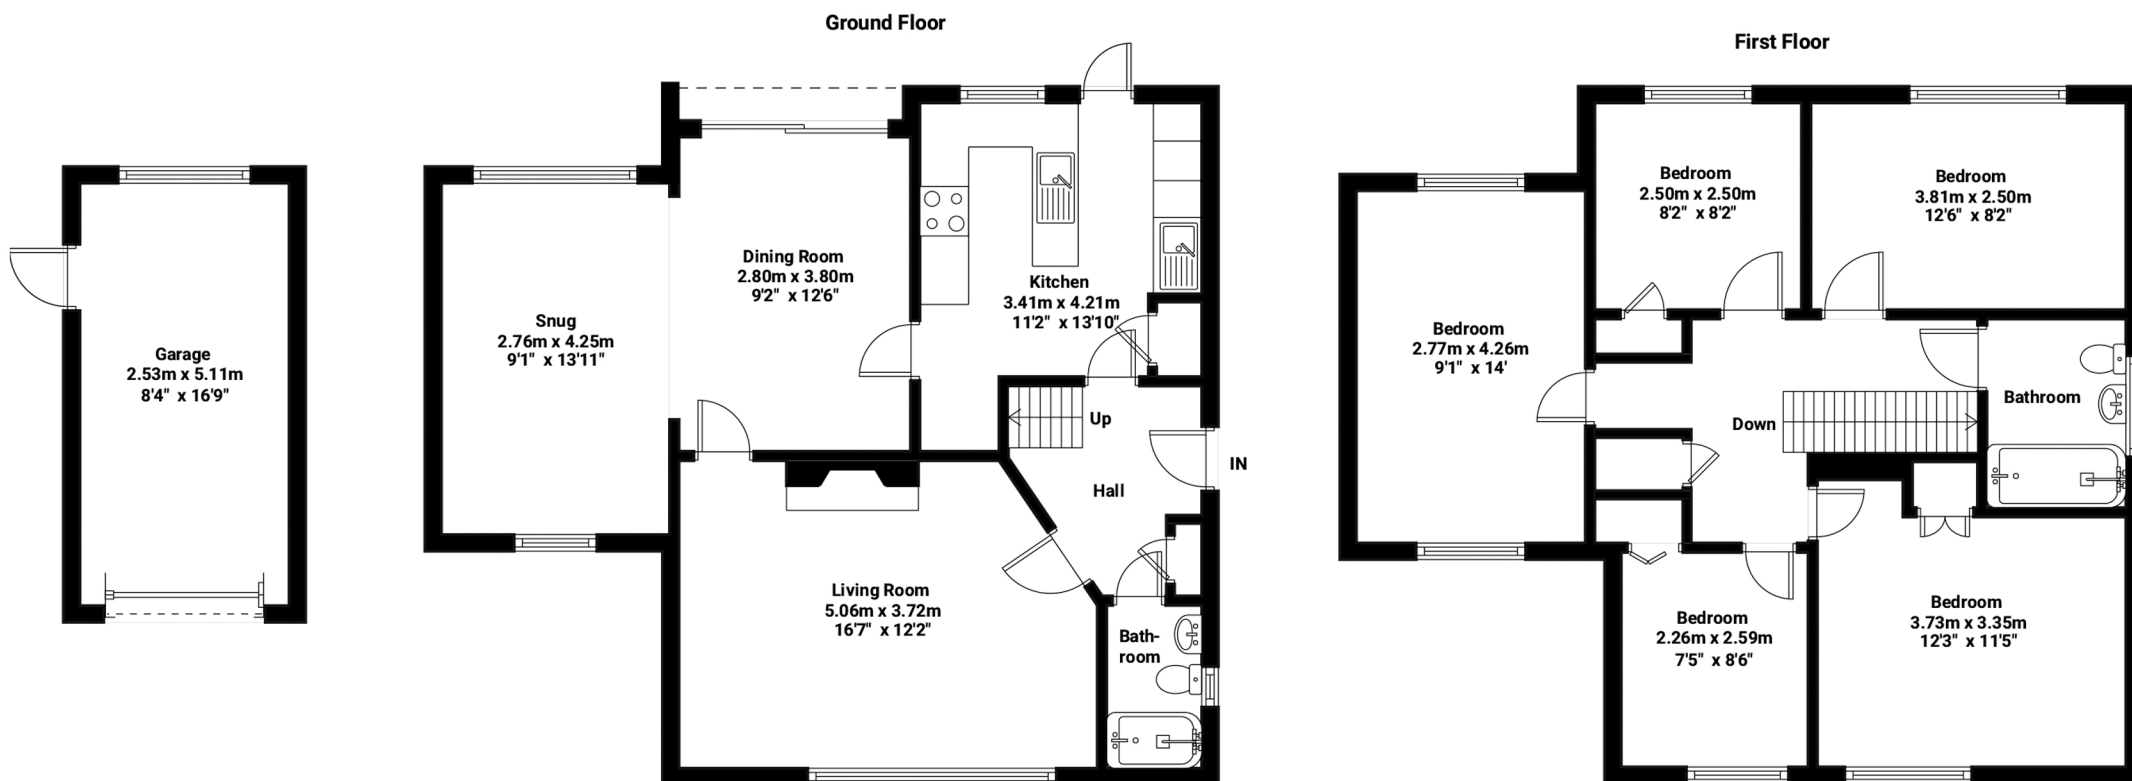 Ground Floor
First Floor
Garage
2.53m x 5.11m
8'4" x 16'9"
Snug
2.76m x 4.25m
9'1" x 13'11"
Dining Room
2.80m x 3.80m
9'2" x 12'6"
Kitchen
3.41m x 4.21m
11'2" x 13'10"
Up
IN
Hall
Living Room
5.06m x 3.72m
16'7" x 12'2"
Bath-
room
Bedroom
2.50m x 2.50m
8'2" x 8'2"
Bedroom
3.81m x 2.50m
12'6" x 8'2"
Bedroom
2.77m x 4.26m
9'1" x 14'
Bathroom
Down
Bedroom
2.26m x 2.59m
7'5" x 8'6"
Bedroom
3.73m x 3.35m
12'3" x 11'5"